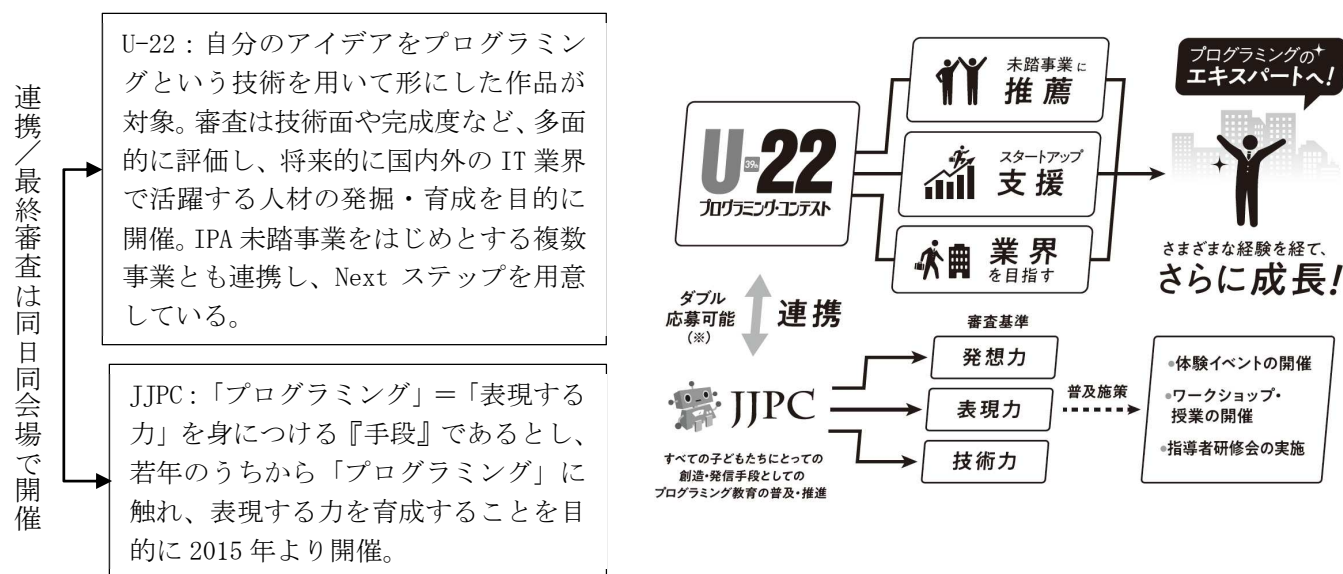 連携／最終審査は同日同会場で開催
U-22：自分のアイデアをプログラミン
グという技術を用いて形にした作品が
対象。審査は技術面や完成度など、多面
的に評価し、将来的に国内外の IT 業界
で活躍する人材の発掘・育成を目的に
開催。IPA 未踏事業をはじめとする複数
事業とも連携し、Next ステップを用意
している。
JJPC：「プログラミング」＝「表現する
力」を身につける『手段』であるとし、
若年のうちから「プログラミング」に
触れ、表現する力を育成することを目
的に 2015 年より開催。
U-22
39th
プログラミング・コンテスト
未踏事業に
推薦
スタートアップ
支援
業界
を目指す
プログラミングの
エキスパートへ!
さまざまな経験を経て、
さらに成長!
ダブル
応募可能
（※）
連携
JJPC
すべての子どもたちにとっての
創造・発信手段としての
プログラミング教育の普及・推進
審査基準
発想力
表現力
技術力
普及施策
•体験イベントの開催
•ワークショップ・
授業の開催
•指導者研修会の実施